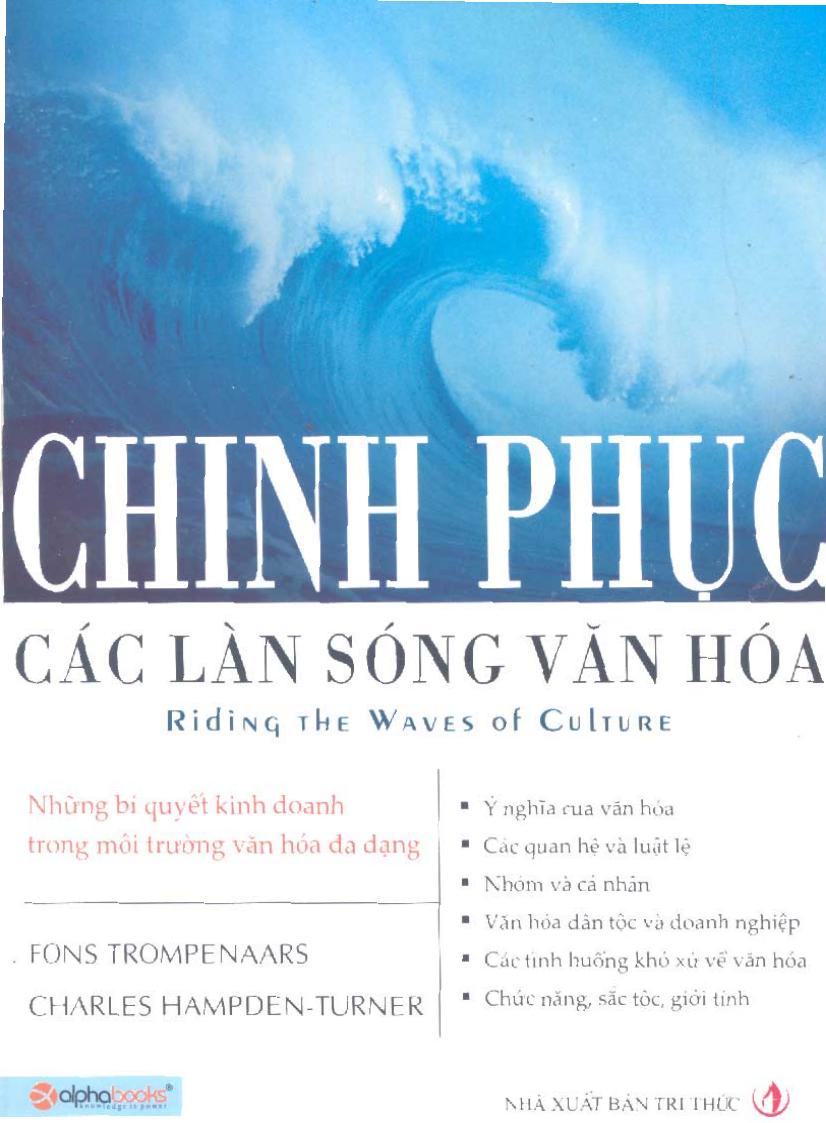 CHINH PHỤC
CÁC LÀN SÓNG VĂN HÓA
Riding the Waves of Culture
Những bí quyết kinh doanh
trong môi trường văn hóa đa dạng
FONS TROMPENAARS
CHARLES HAMPDEN-TURNER
▪ Ý nghĩa của văn hóa
▪ Các quan hệ và luật lệ
▪ Nhóm và cá nhân
▪ Văn hóa dân tộc và doanh nghiệp
▪ Các tình huống khó xử về văn hóa
▪ Chức năng, sắc tộc, giới tính
alphabooks®
knowledge is power
NHÀ XUẤT BẢN TRI THỨC